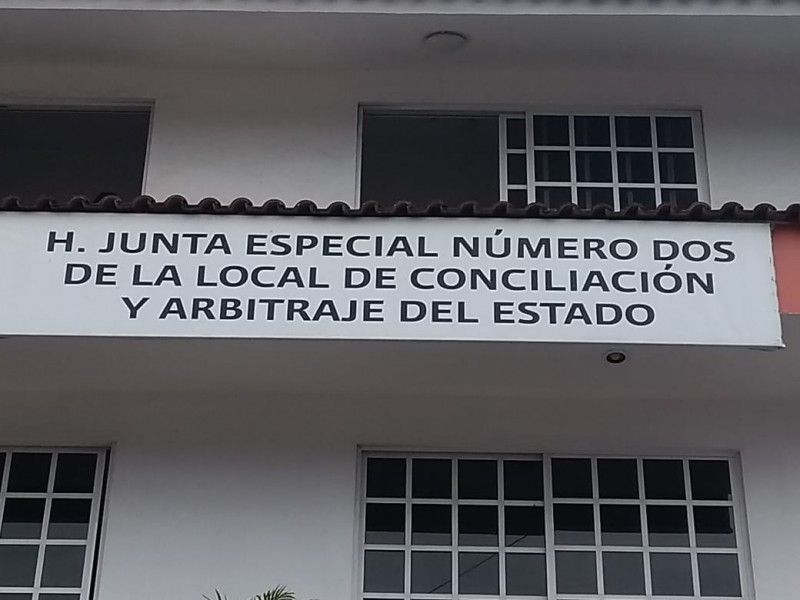 H. JUNTA ESPECIAL NÚMERO DOS
DE LA LOCAL DE CONCILIACIÓN
Y ARBITRAJE DEL ESTADO